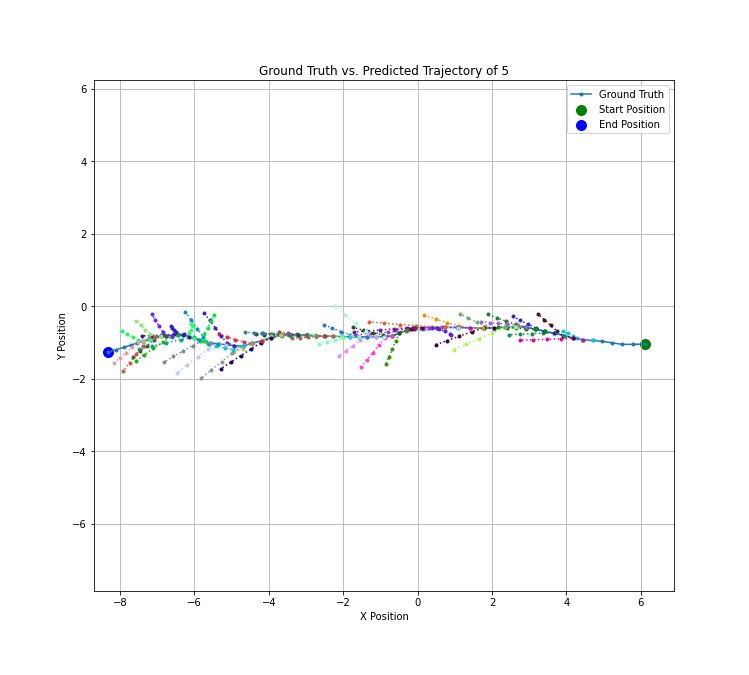 Ground Truth vs. Predicted Trajectory of 5
Ground Truth
Start Position
End Position
6
4
2
0
−2
−4
−6
Y Position
−8
−6
−4
−2
0
2
4
6
X Position